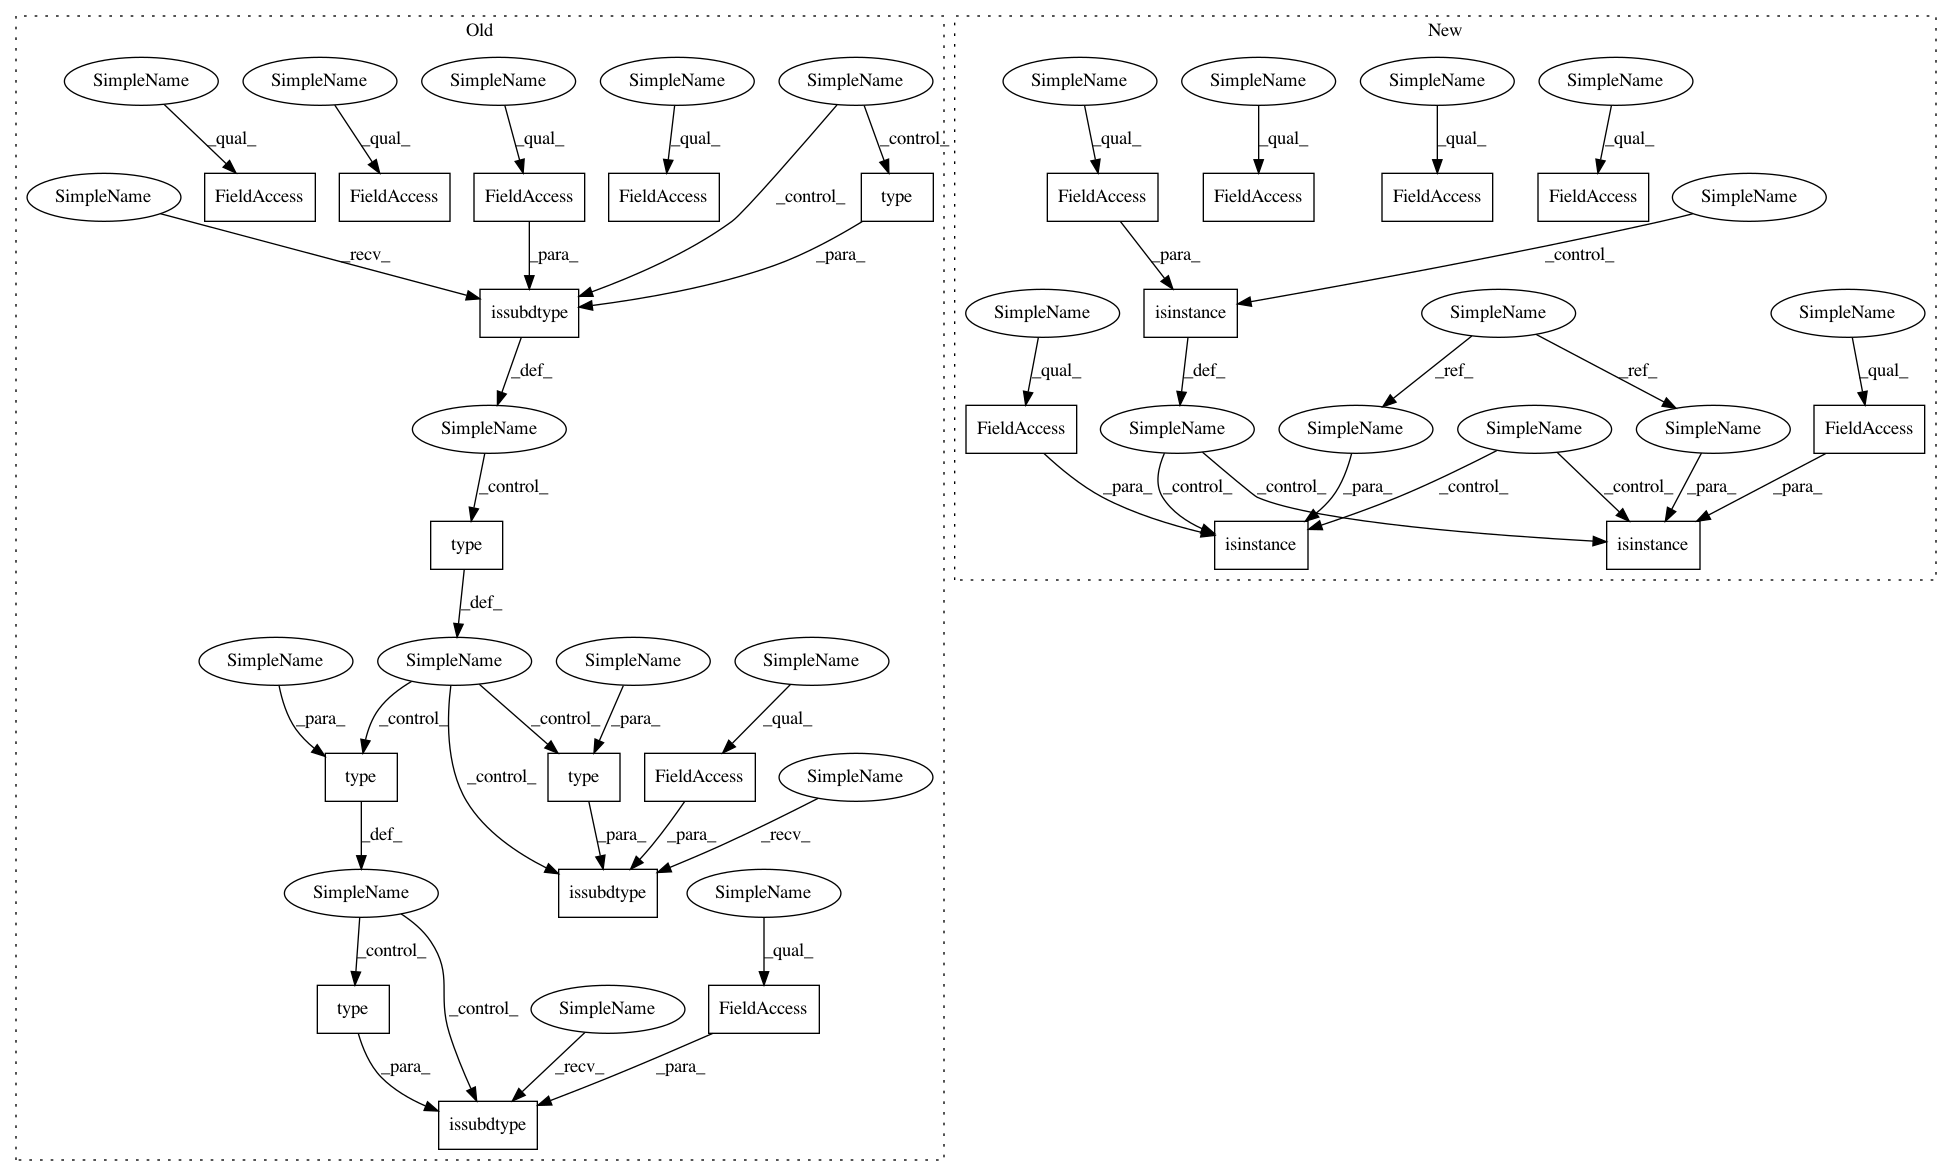 Old
SimpleName
SimpleName
SimpleName
SimpleName
SimpleName
_qual_
_qual_
_qual_
_qual_
_control_
SimpleName
FieldAccess
FieldAccess
FieldAccess
FieldAccess
_control_
type
_recv_
_para_
_para_
issubdtype
_def_
SimpleName
_control_
type
_def_
SimpleName
SimpleName
SimpleName
SimpleName
_para_
_control_
_control_
_para_
_qual_
type
_control_
type
FieldAccess
SimpleName
_def_
_para_
_para_
_recv_
SimpleName
issubdtype
SimpleName
_control_
_qual_
type
_control_
SimpleName
FieldAccess
_para_
_recv_
_para_
issubdtype
New
SimpleName
SimpleName
SimpleName
SimpleName
_qual_
_qual_
_qual_
_qual_
FieldAccess
FieldAccess
FieldAccess
FieldAccess
SimpleName
_para_
_control_
SimpleName
isinstance
SimpleName
SimpleName
_qual_
_def_
_ref_
_ref_
_qual_
FieldAccess
SimpleName
SimpleName
SimpleName
SimpleName
FieldAccess
_para_
_control_
_control_
_para_
_control_
_control_
_para_
_para_
isinstance
isinstance